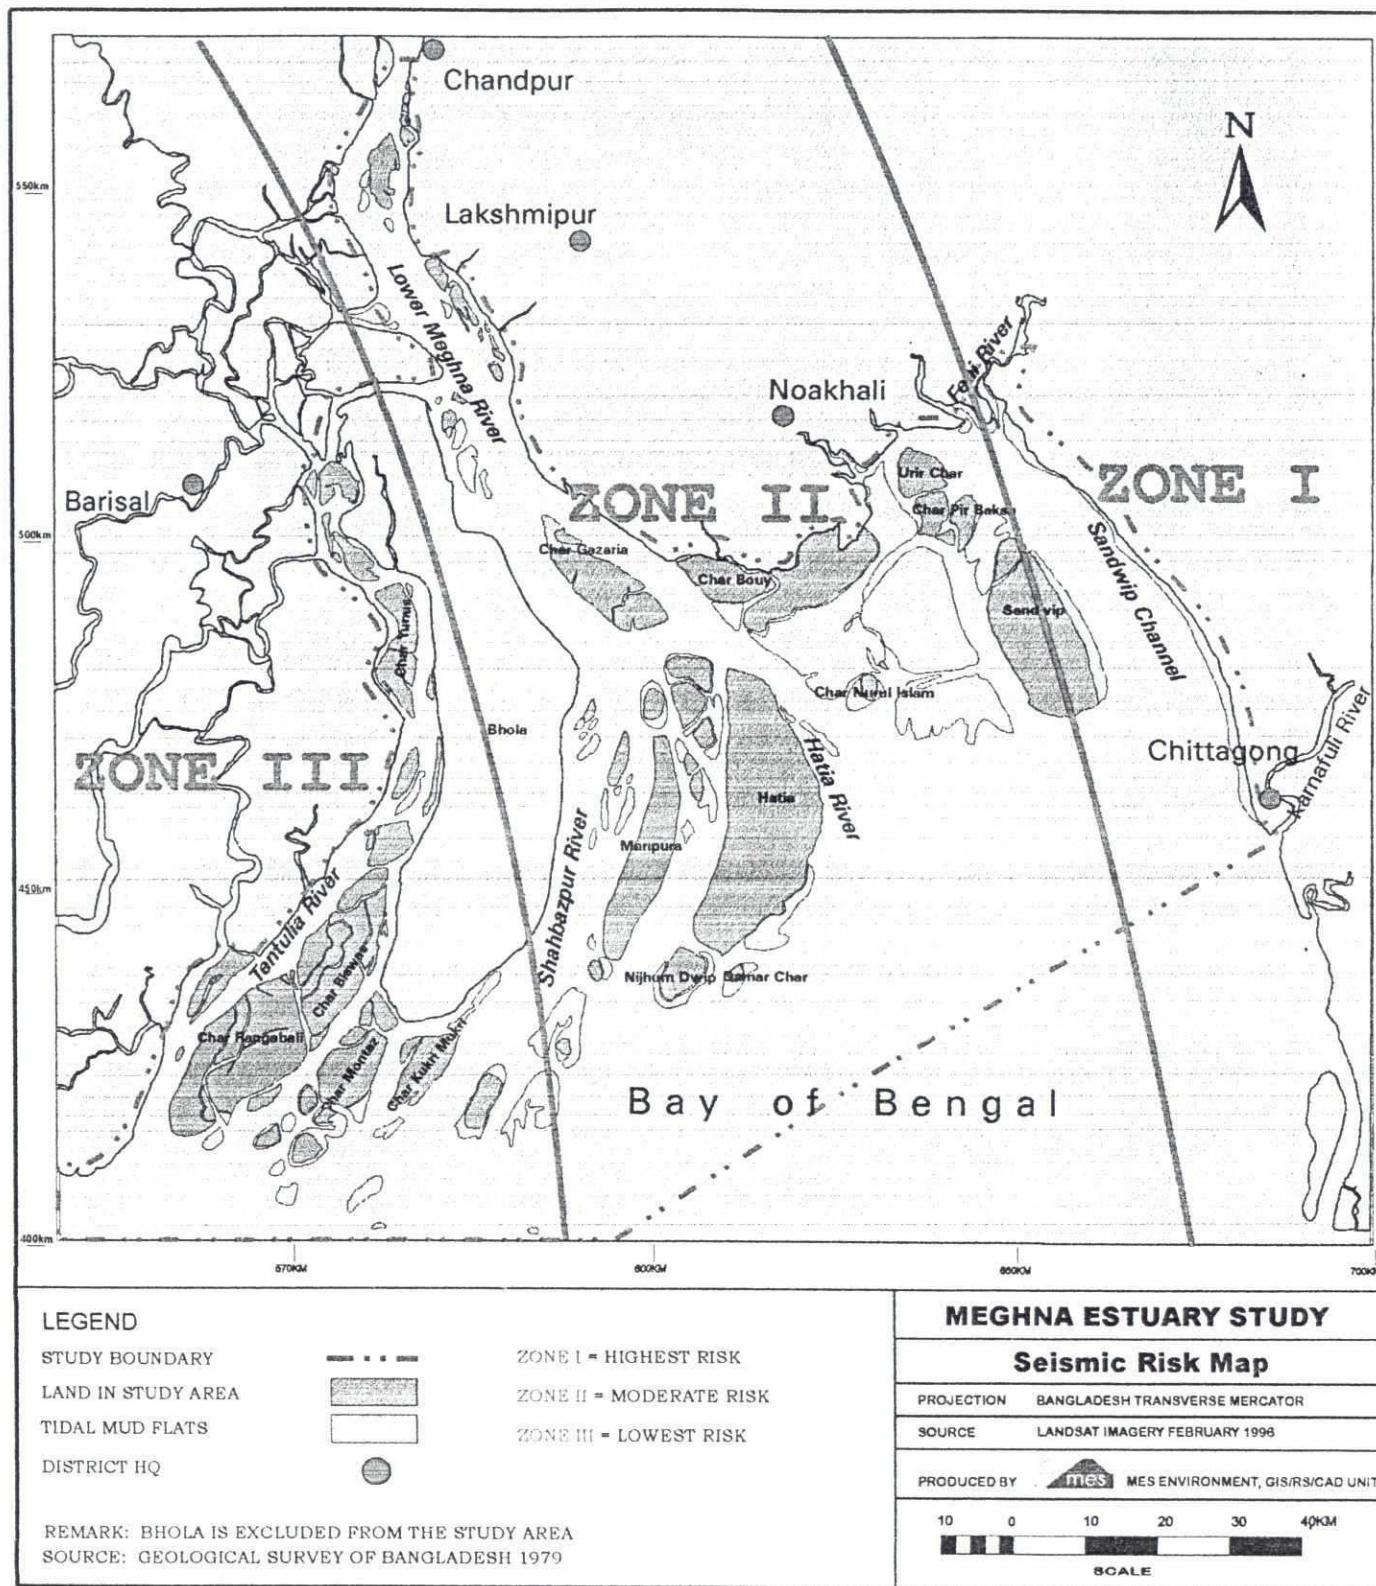 Chandpur
N
550km
Lakshmipur
Lower Meghna River
Feni River
Noakhali
Barisal
ZONE II
Urir Char
ZONE I
Char Pir Baksh
500km
Char Gazaria
Char Bouy
Sandwip
Sandwip Channel
Char Yunus
Char Nurul Islam
Bhola
ZONE III
Hatia River
Chittagong
Karnafuli River
Hatia
Manpura
450km
Tentulia River
Shahbazpur River
Char Biswas
Nijhum Dwip
Damar Char
Char Rangabali
Char Montaz
Char Kukri Mukri
Bay of Bengal
400km
570KM
600KM
650KM
700KM
LEGEND
STUDY BOUNDARY
LAND IN STUDY AREA
TIDAL MUD FLATS
DISTRICT HQ
ZONE I = HIGHEST RISK
ZONE II = MODERATE RISK
ZONE III = LOWEST RISK
REMARK: BHOLA IS EXCLUDED FROM THE STUDY AREA
SOURCE: GEOLOGICAL SURVEY OF BANGLADESH 1979
MEGHNA ESTUARY STUDY
Seismic Risk Map
PROJECTION BANGLADESH TRANSVERSE MERCATOR
SOURCE LANDSAT IMAGERY FEBRUARY 1996
PRODUCED BY mes MES ENVIRONMENT, GIS/RS/CAD UNIT
10 0 10 20 30 40KM
SCALE